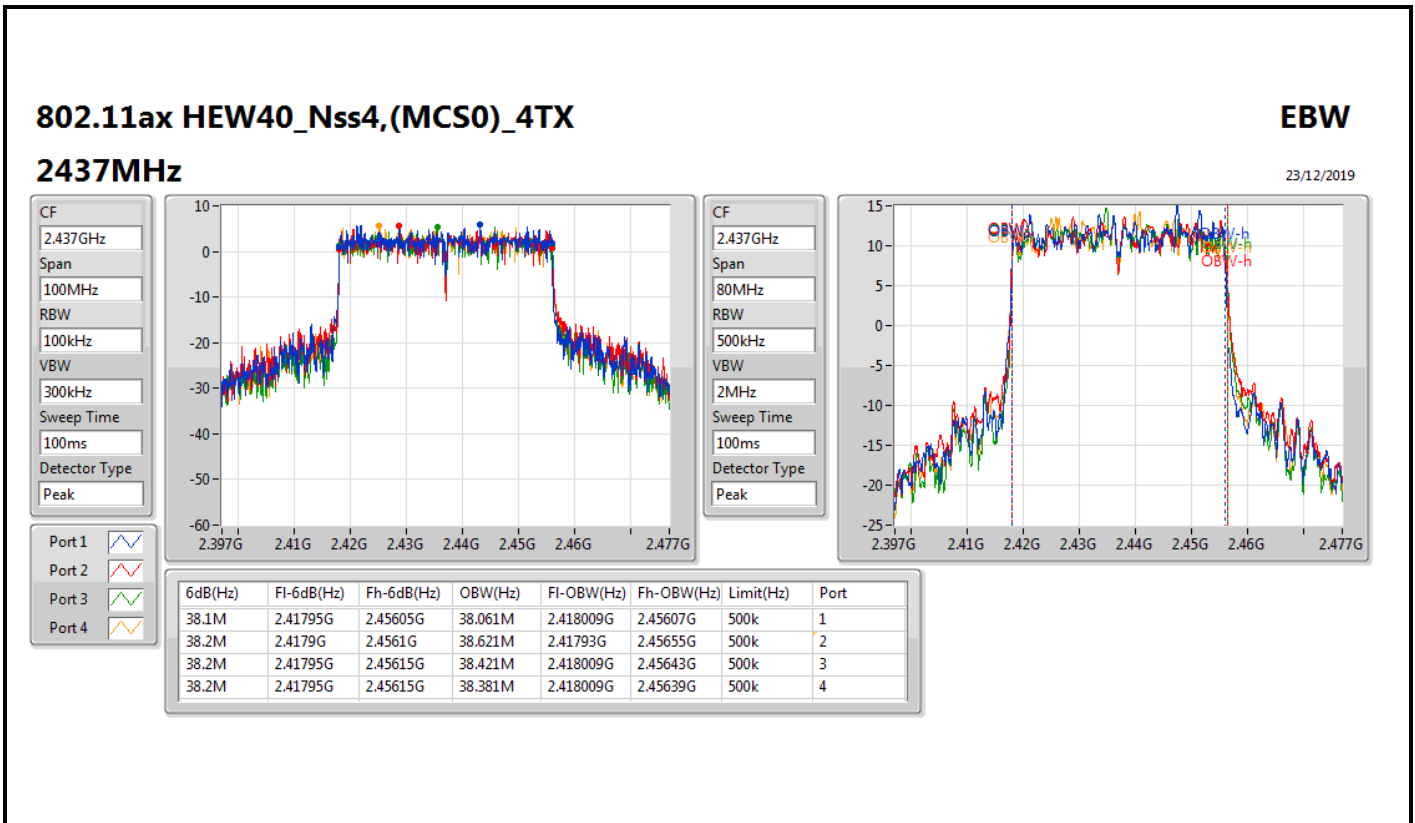 802.11ax HEW40_Nss4,(MCS0)_4TX EBW
2437MHz
23/12/2019
CF
2.437GHz
Span
100MHz
RBW
100kHz
VBW
300kHz
Sweep Time
100ms
Detector Type
Peak
10
0
-10
-20
-30
-40
-50
-60
2.397G 2.41G 2.42G 2.43G 2.44G 2.45G 2.46G 2.477G
CF
2.437GHz
Span
80MHz
RBW
500kHz
VBW
2MHz
Sweep Time
100ms
Detector Type
Peak
15
10
5
0
-5
-10
-15
-20
-25
OBW-h
OBW-h
2.397G 2.41G 2.42G 2.43G 2.44G 2.45G 2.46G 2.477G
Port 1
Port 2
Port 3
Port 4
6dB(Hz) Fl-6dB(Hz) Fh-6dB(Hz) OBW(Hz) Fl-OBW(Hz) Fh-OBW(Hz) Limit(Hz) Port
38.1M 2.41795G 2.45605G 38.061M 2.418009G 2.45607G 500k 1
38.2M 2.4179G 2.4561G 38.621M 2.41793G 2.45655G 500k 2
38.2M 2.41795G 2.45615G 38.421M 2.418009G 2.45643G 500k 3
38.2M 2.41795G 2.45615G 38.381M 2.418009G 2.45639G 500k 4